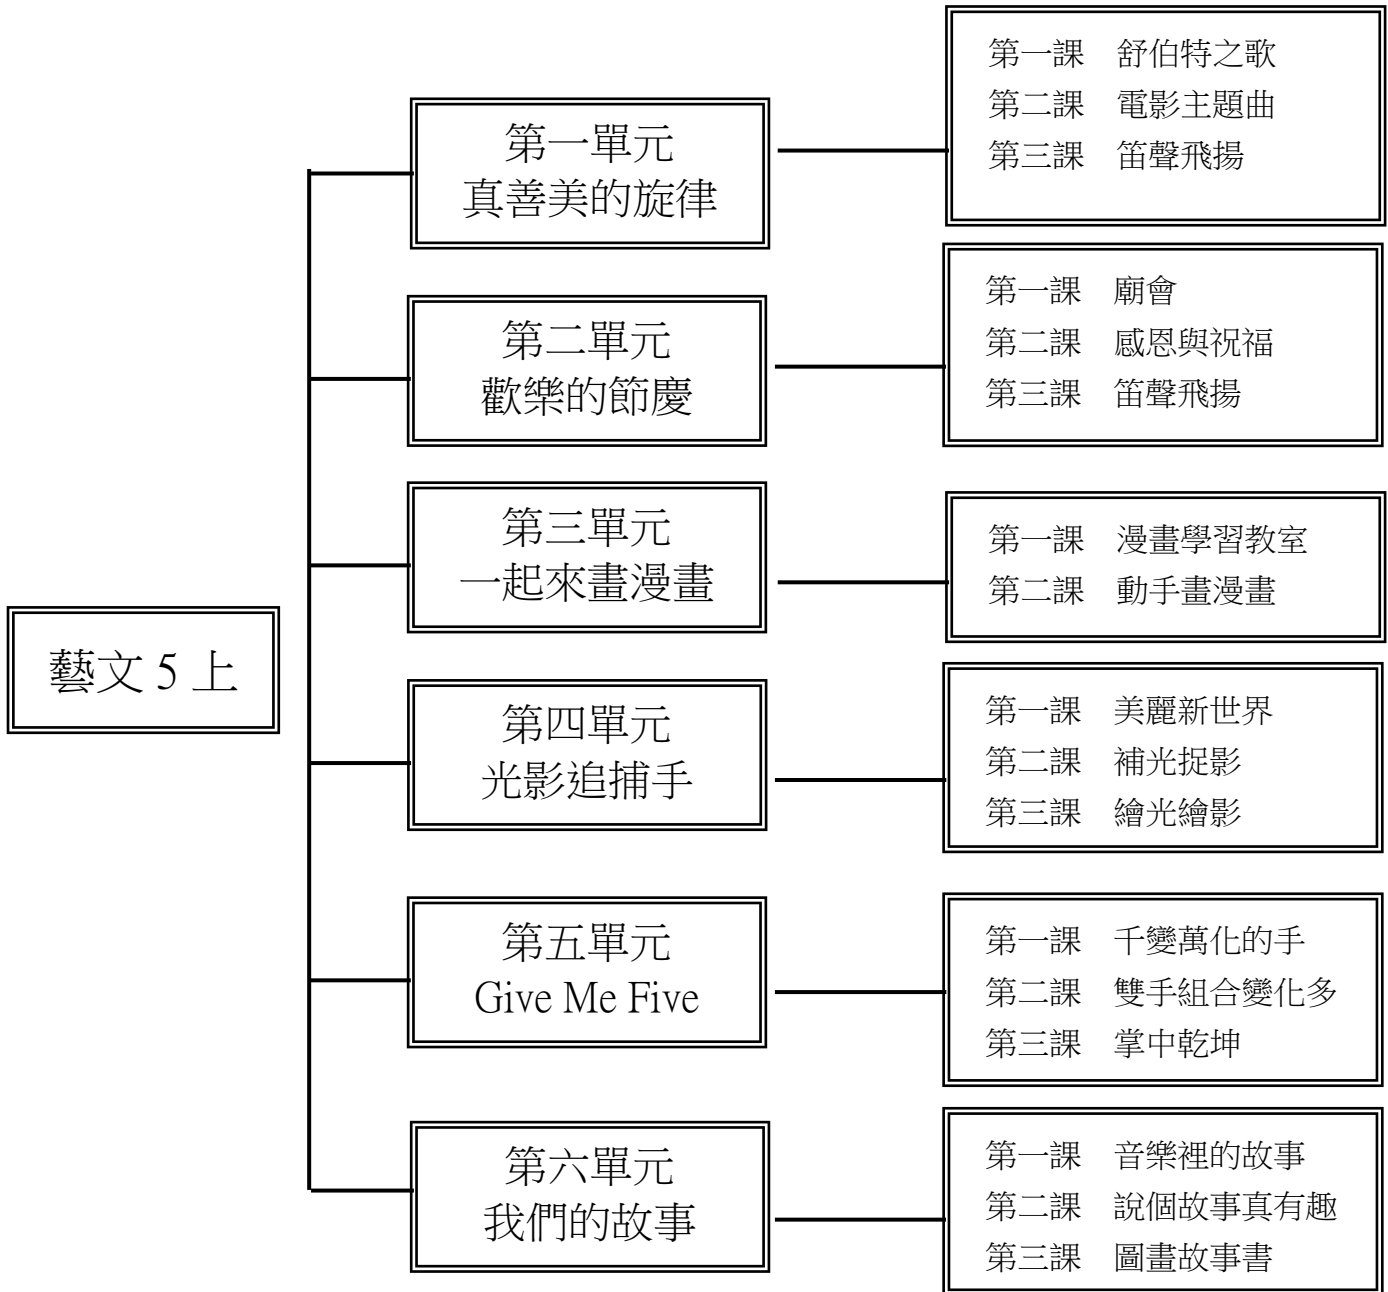 藝文 5 上
第一單元
真善美的旋律
第一課　舒伯特之歌
第二課　電影主題曲
第三課　笛聲飛揚
第二單元
歡樂的節慶
第一課　廟會
第二課　感恩與祝福
第三課　笛聲飛揚
第三單元
一起來畫漫畫
第一課　漫畫學習教室
第二課　動手畫漫畫
第四單元
光影追捕手
第一課　美麗新世界
第二課　補光捉影
第三課　繪光繪影
第五單元
Give Me Five
第一課　千變萬化的手
第二課　雙手組合變化多
第三課　掌中乾坤
第六單元
我們的故事
第一課　音樂裡的故事
第二課　說個故事真有趣
第三課　圖畫故事書